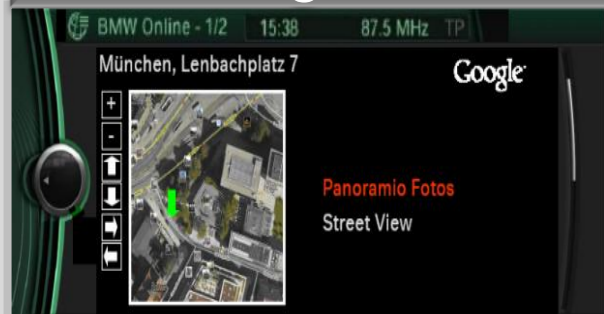 BMW Online - 1/2 15:38 87.5 MHz TP
München, Lenbachplatz 7
Google
+
-
Panoramio Fotos
Street View